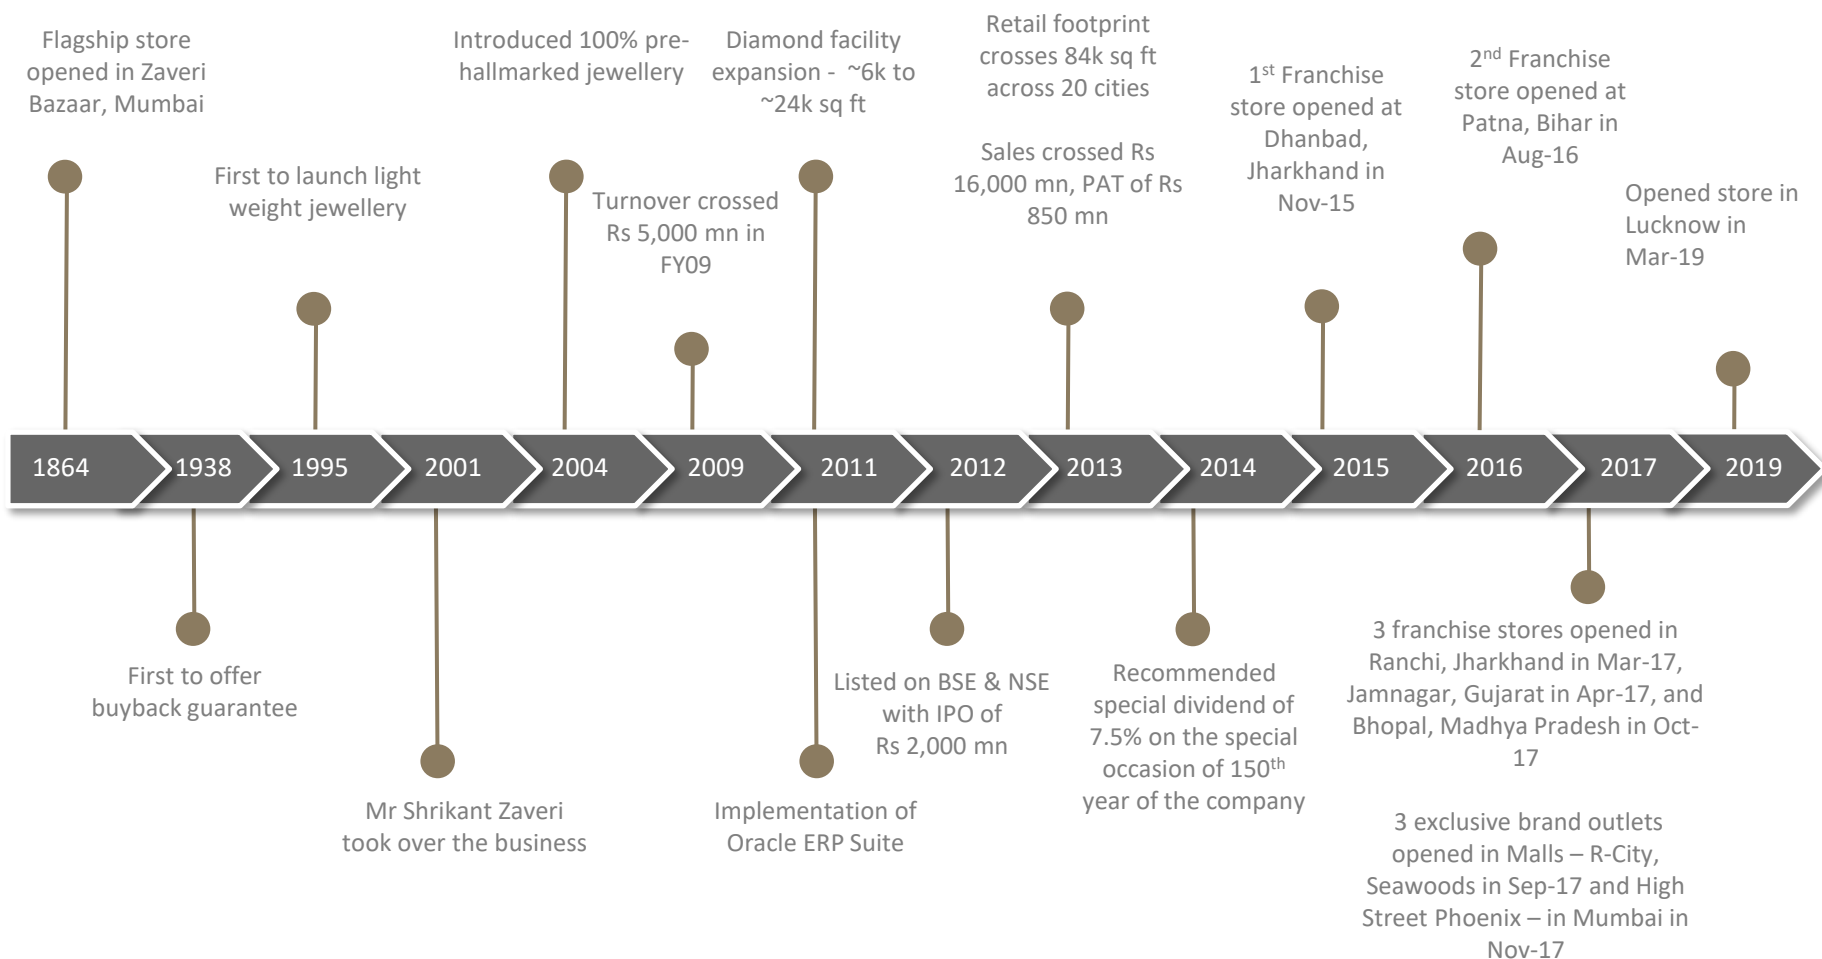 Flagship store
opened in Zaveri
Bazaar, Mumbai
First to launch light
weight jewellery
Introduced 100% pre-
hallmarked jewellery
Turnover crossed
Rs 5,000 mn in
FY09
Diamond facility
expansion - ~6k to
~24k sq ft
Retail footprint
crosses 84k sq ft
across 20 cities
Sales crossed Rs
16,000 mn, PAT of Rs
850 mn
1st Franchise
store opened at
Dhanbad,
Jharkhand in
Nov-15
2nd Franchise
store opened at
Patna, Bihar in
Aug-16
Opened store in
Lucknow in
Mar-19
1864
1938
1995
2001
2004
2009
2011
2012
2013
2014
2015
2016
2017
2019
First to offer
buyback guarantee
Mr Shrikant Zaveri
took over the business
Implementation of
Oracle ERP Suite
Listed on BSE & NSE
with IPO of
Rs 2,000 mn
Recommended
special dividend of
7.5% on the special
occasion of 150th
year of the company
3 franchise stores opened in
Ranchi, Jharkhand in Mar-17,
Jamnagar, Gujarat in Apr-17, and
Bhopal, Madhya Pradesh in Oct-
17
3 exclusive brand outlets
opened in Malls – R-City,
Seawoods in Sep-17 and High
Street Phoenix – in Mumbai in
Nov-17